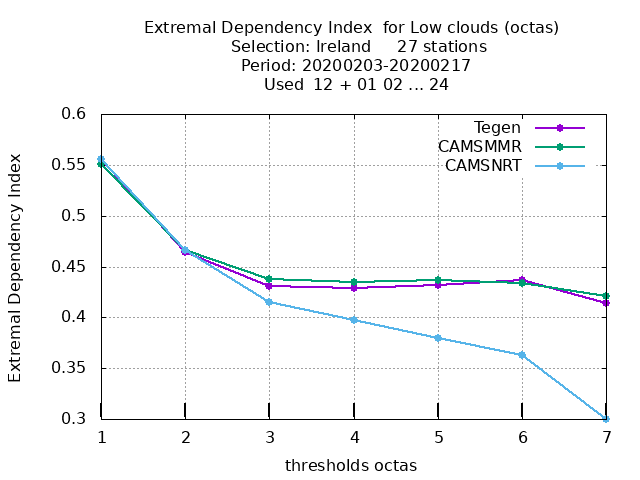 Extremal Dependency Index  for Low clouds (octas)
Selection: Ireland     27 stations
Period: 20200203-20200217
Used  12 + 01 02 ... 24
Tegen
CAMSMMR
CAMSNRT
Extremal Dependency Index
0.6
0.55
0.5
0.45
0.4
0.35
0.3
1 2 3 4 5 6 7
thresholds octas